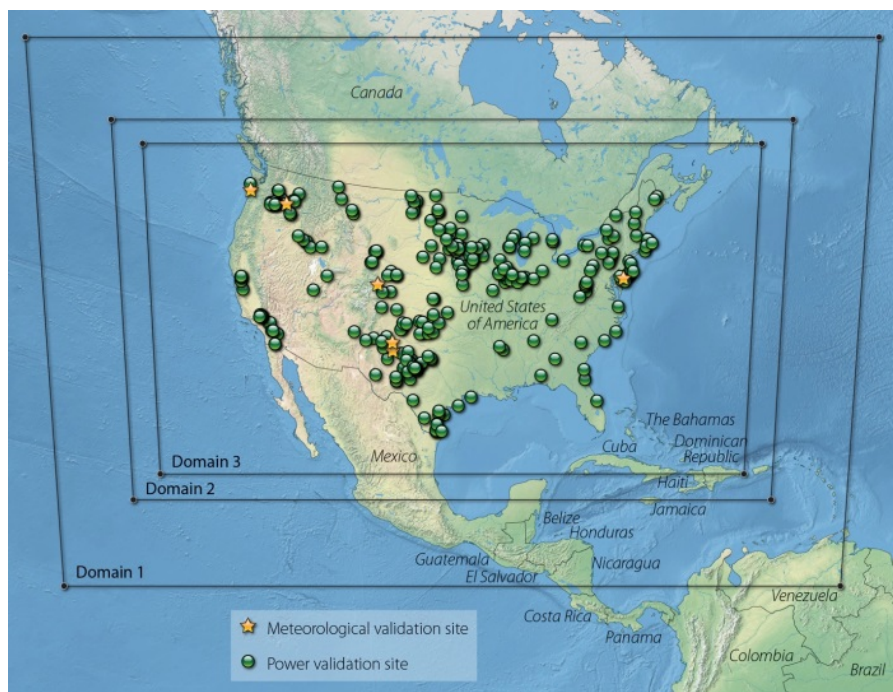 Canada
United States
of America
The Bahamas
Cuba
Dominican
Republic
Mexico
Domain 3
Haiti
Domain 2
Jamaica
Belize
Honduras
Guatemala
Nicaragua
El Salvador
Domain 1
Venezuela
Costa Rica
Panama
Meteorological validation site
Colombia
Power validation site
Brazil